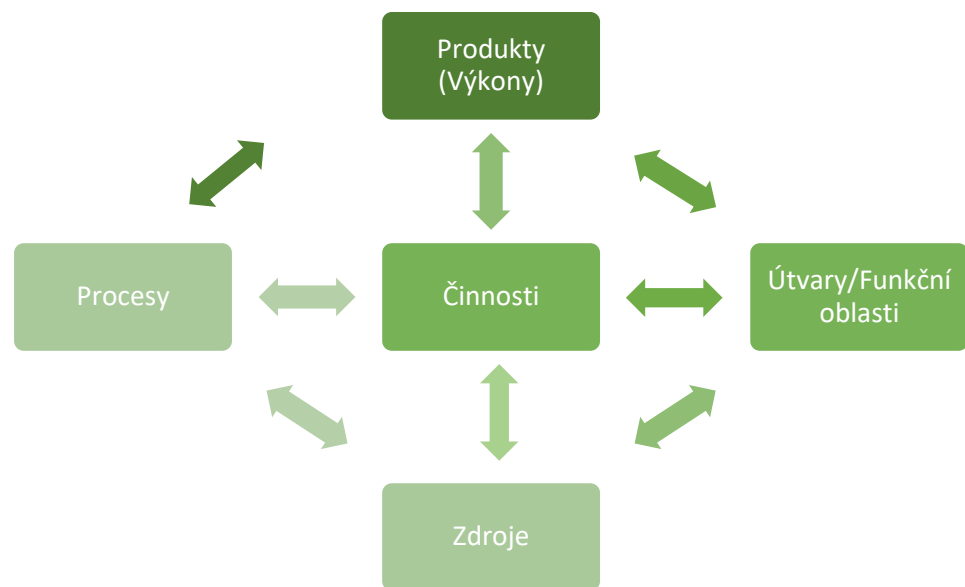 Produkty
(Výkony)
Procesy
Činnosti
Útvary/Funkční
oblasti
Zdroje